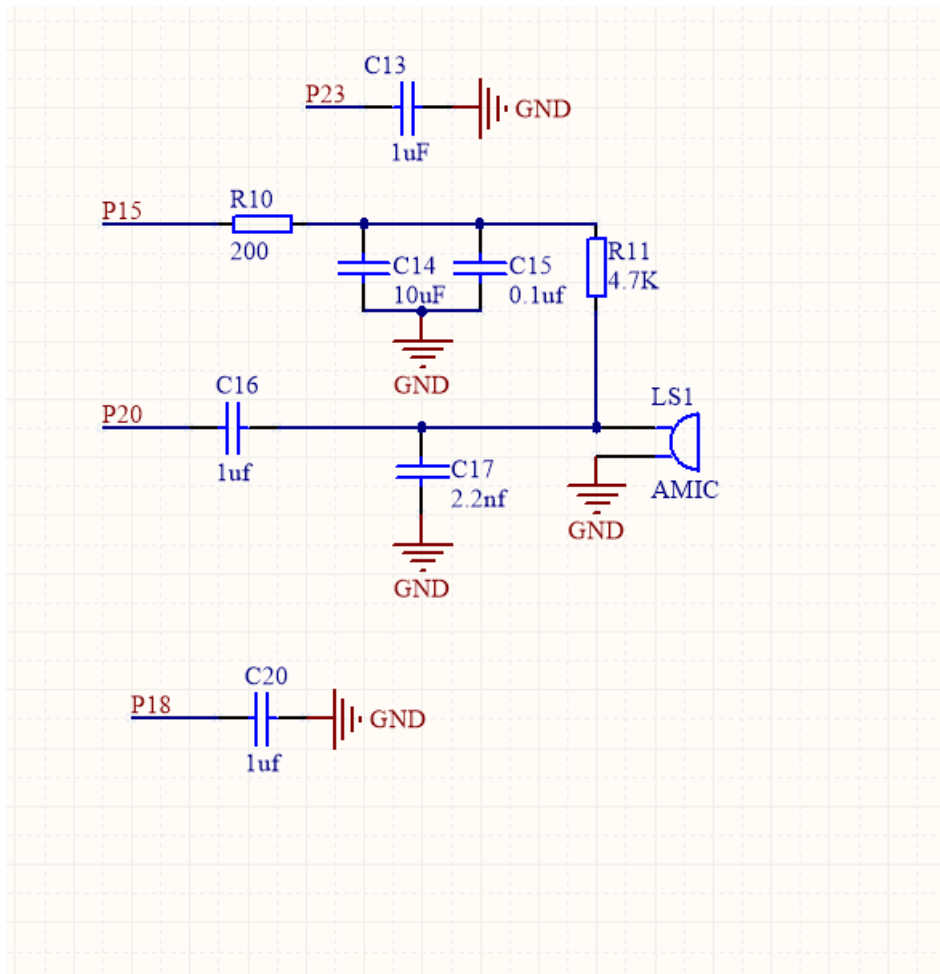 C13
P23
GND
1uF
R10
P15
200
R11
C14
C15
4.7K
10uF
0.1uf
GND
C16
LS1
P20
1uf
C17
2.2nf
AMIC
GND
GND
C20
P18
GND
1uf